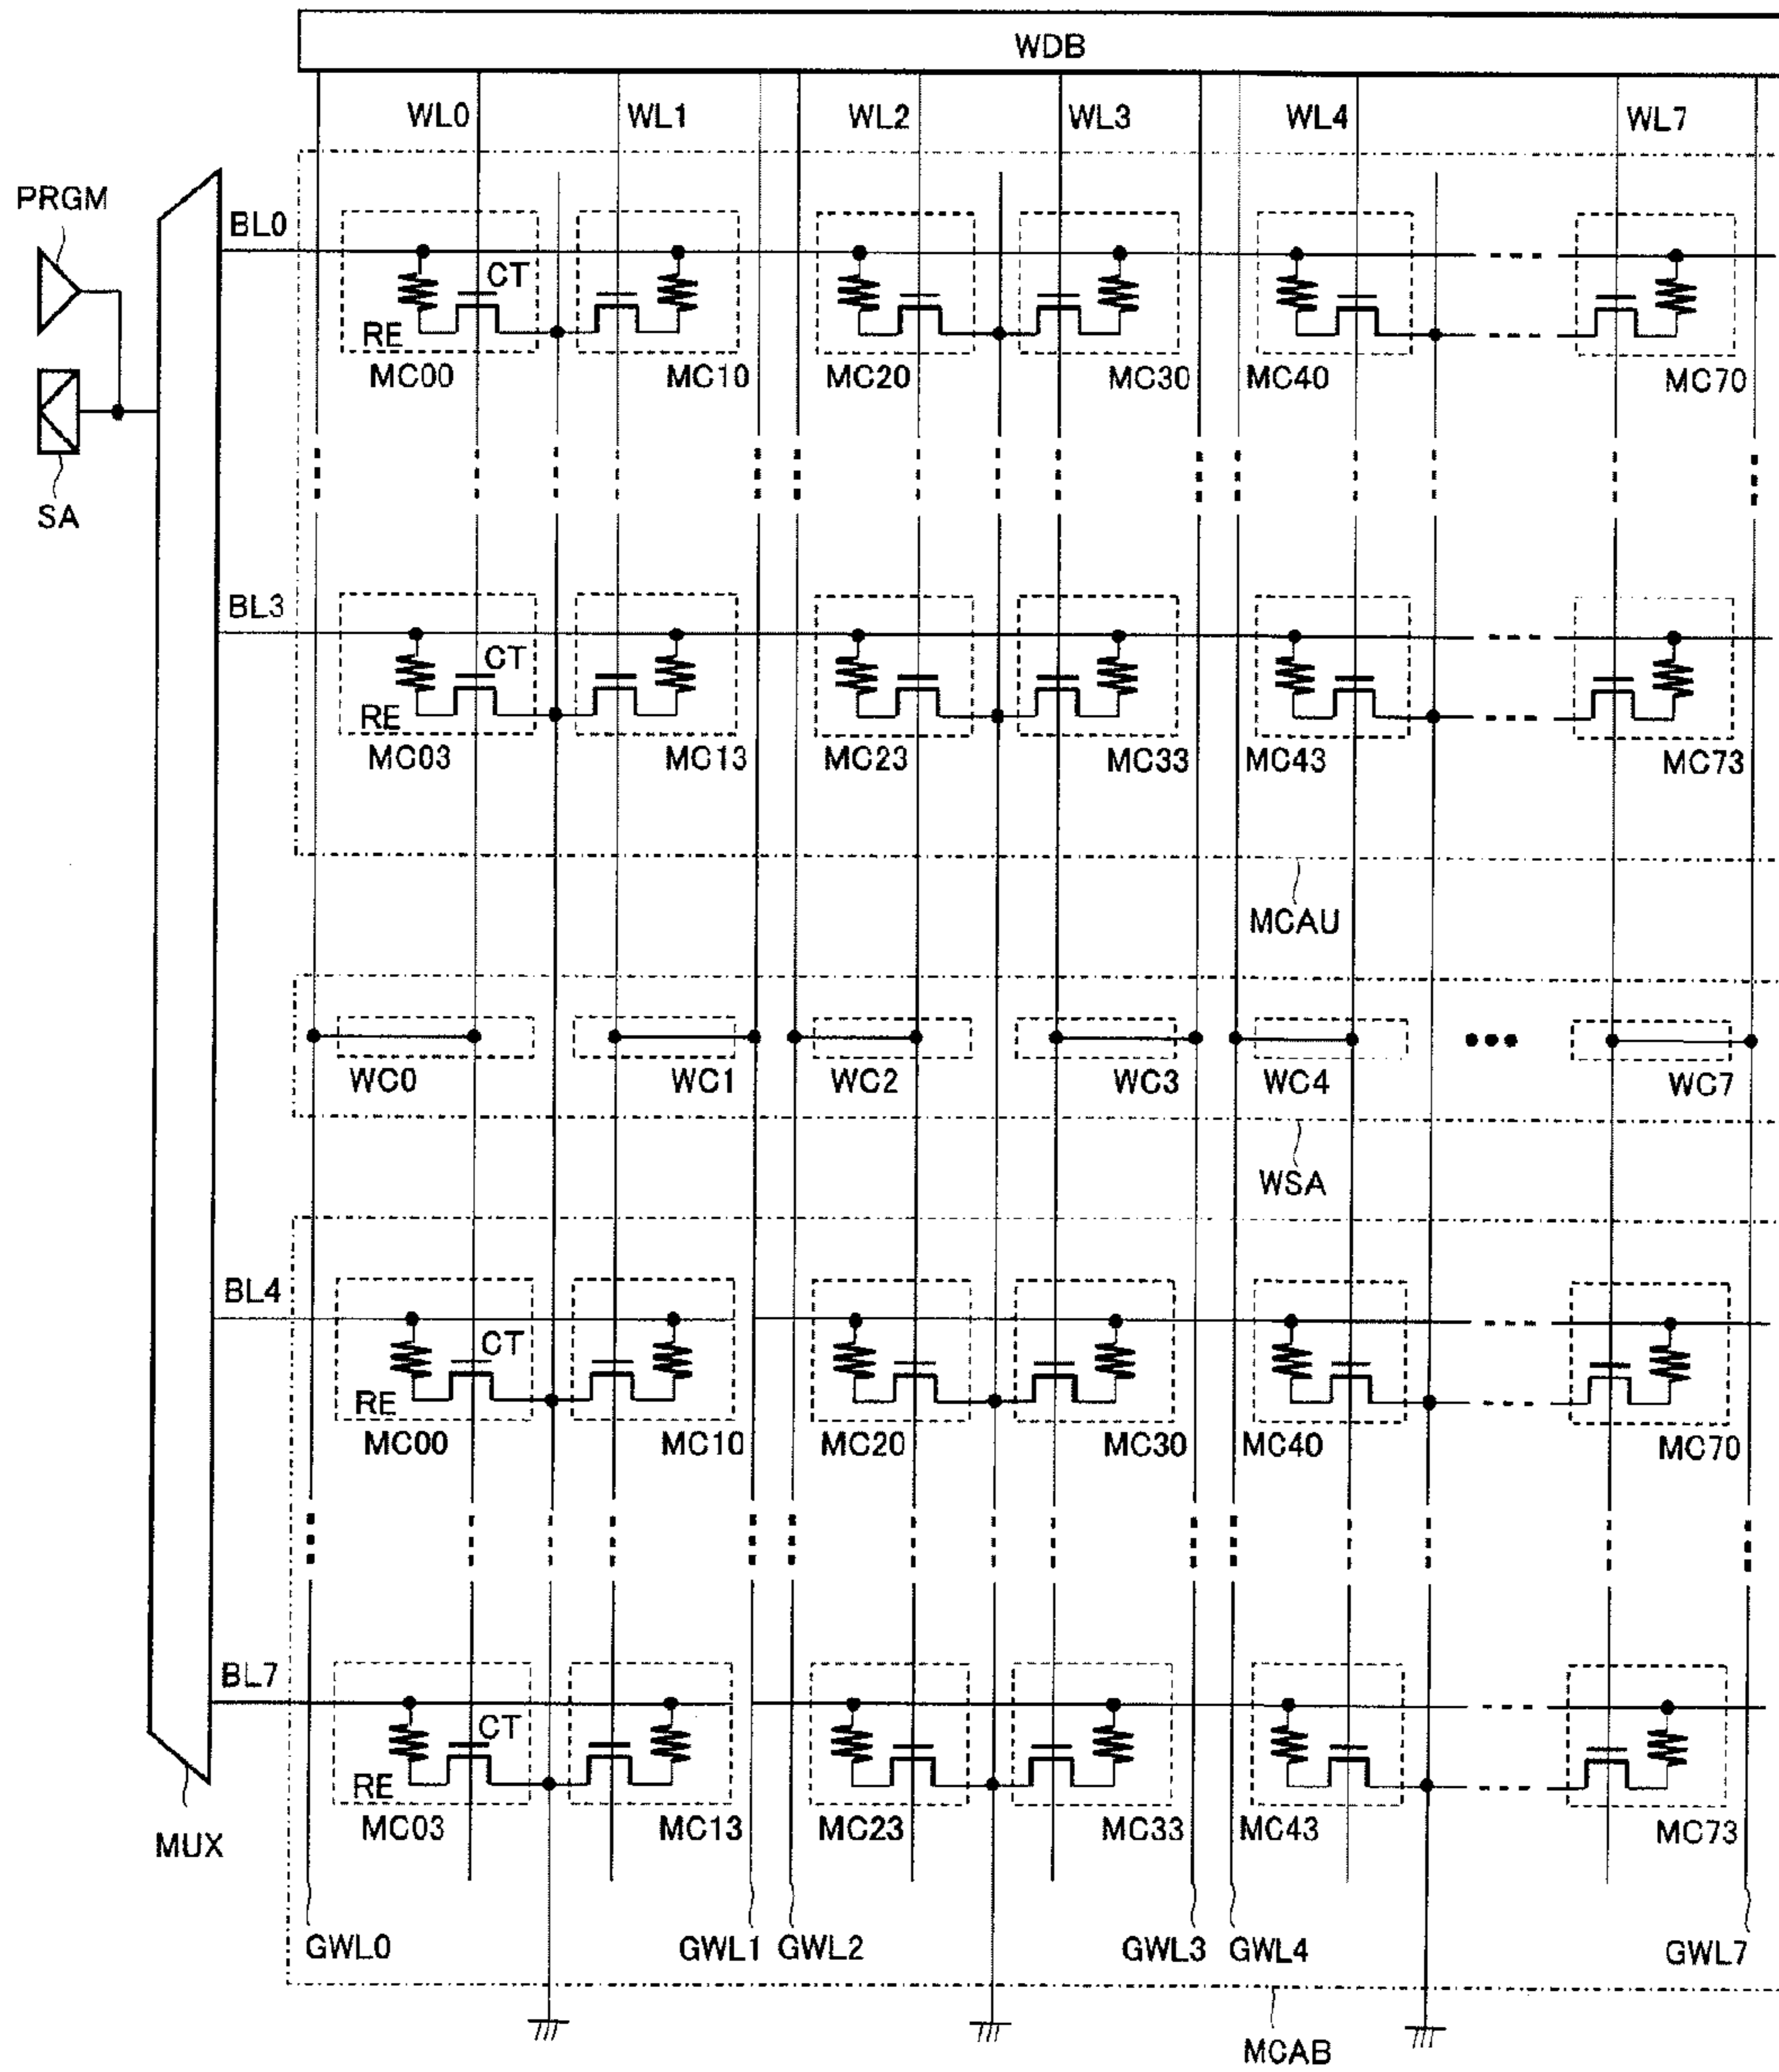 WDB
WL0 WL1 WL2 WL3 WL4 WL7
PRGM
BL0
CT
RE
MC00 MC10 MC20 MC30 MC40 MC70
SA
BL3
CT
RE
MC03 MC13 MC23 MC33 MC43 MC73
MCAU
WC0 WC1 WC2 WC3 WC4 WC7
WSA
BL4
CT
RE
MC00 MC10 MC20 MC30 MC40 MC70
BL7
CT
RE
MC03 MC13 MC23 MC33 MC43 MC73
MUX
GWL0 GWL1 GWL2 GWL3 GWL4 GWL7
MCAB